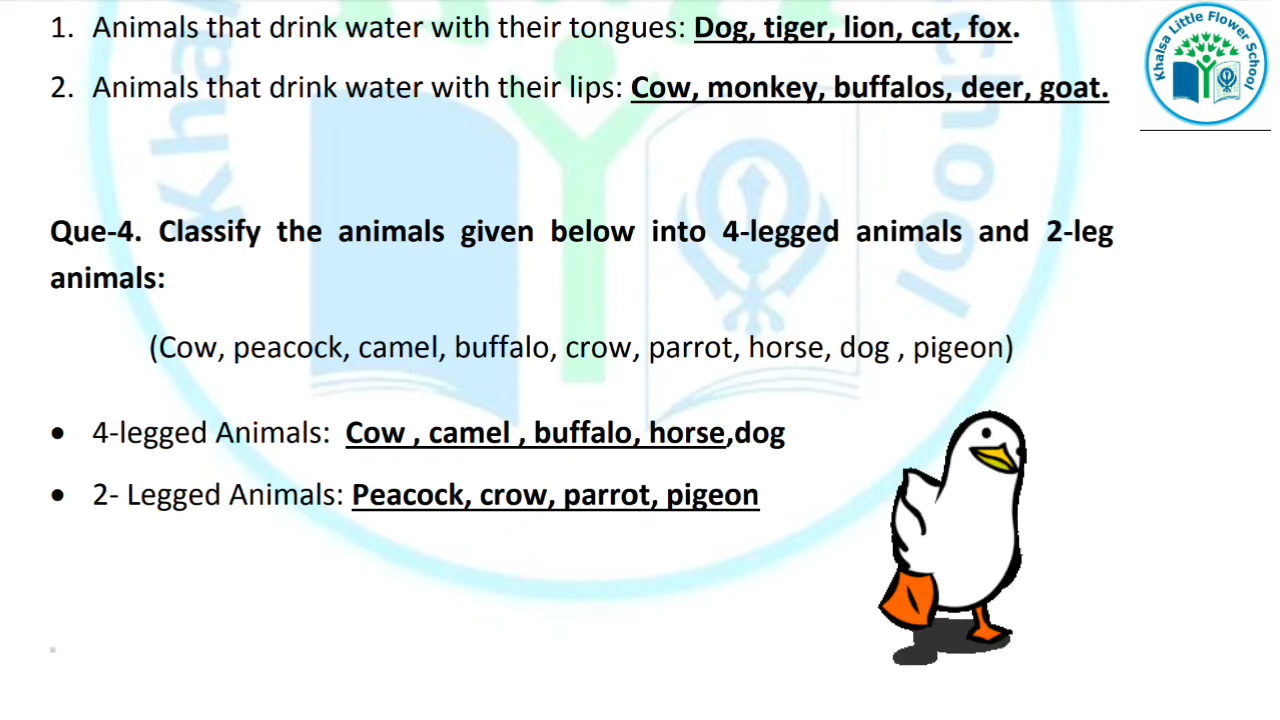 1. Animals that drink water with their tongues: Dog, tiger, lion, cat, fox.
2. Animals that drink water with their lips: Cow, monkey, buffalos, deer, goat.
Khalsa Little Flower School
Que-4. Classify the animals given below into 4-legged animals and 2-leg
animals:
(Cow, peacock, camel, buffalo, crow, parrot, horse, dog , pigeon)
• 4-legged Animals: Cow , camel , buffalo, horse,dog
• 2- Legged Animals: Peacock, crow, parrot, pigeon
Khal
chool